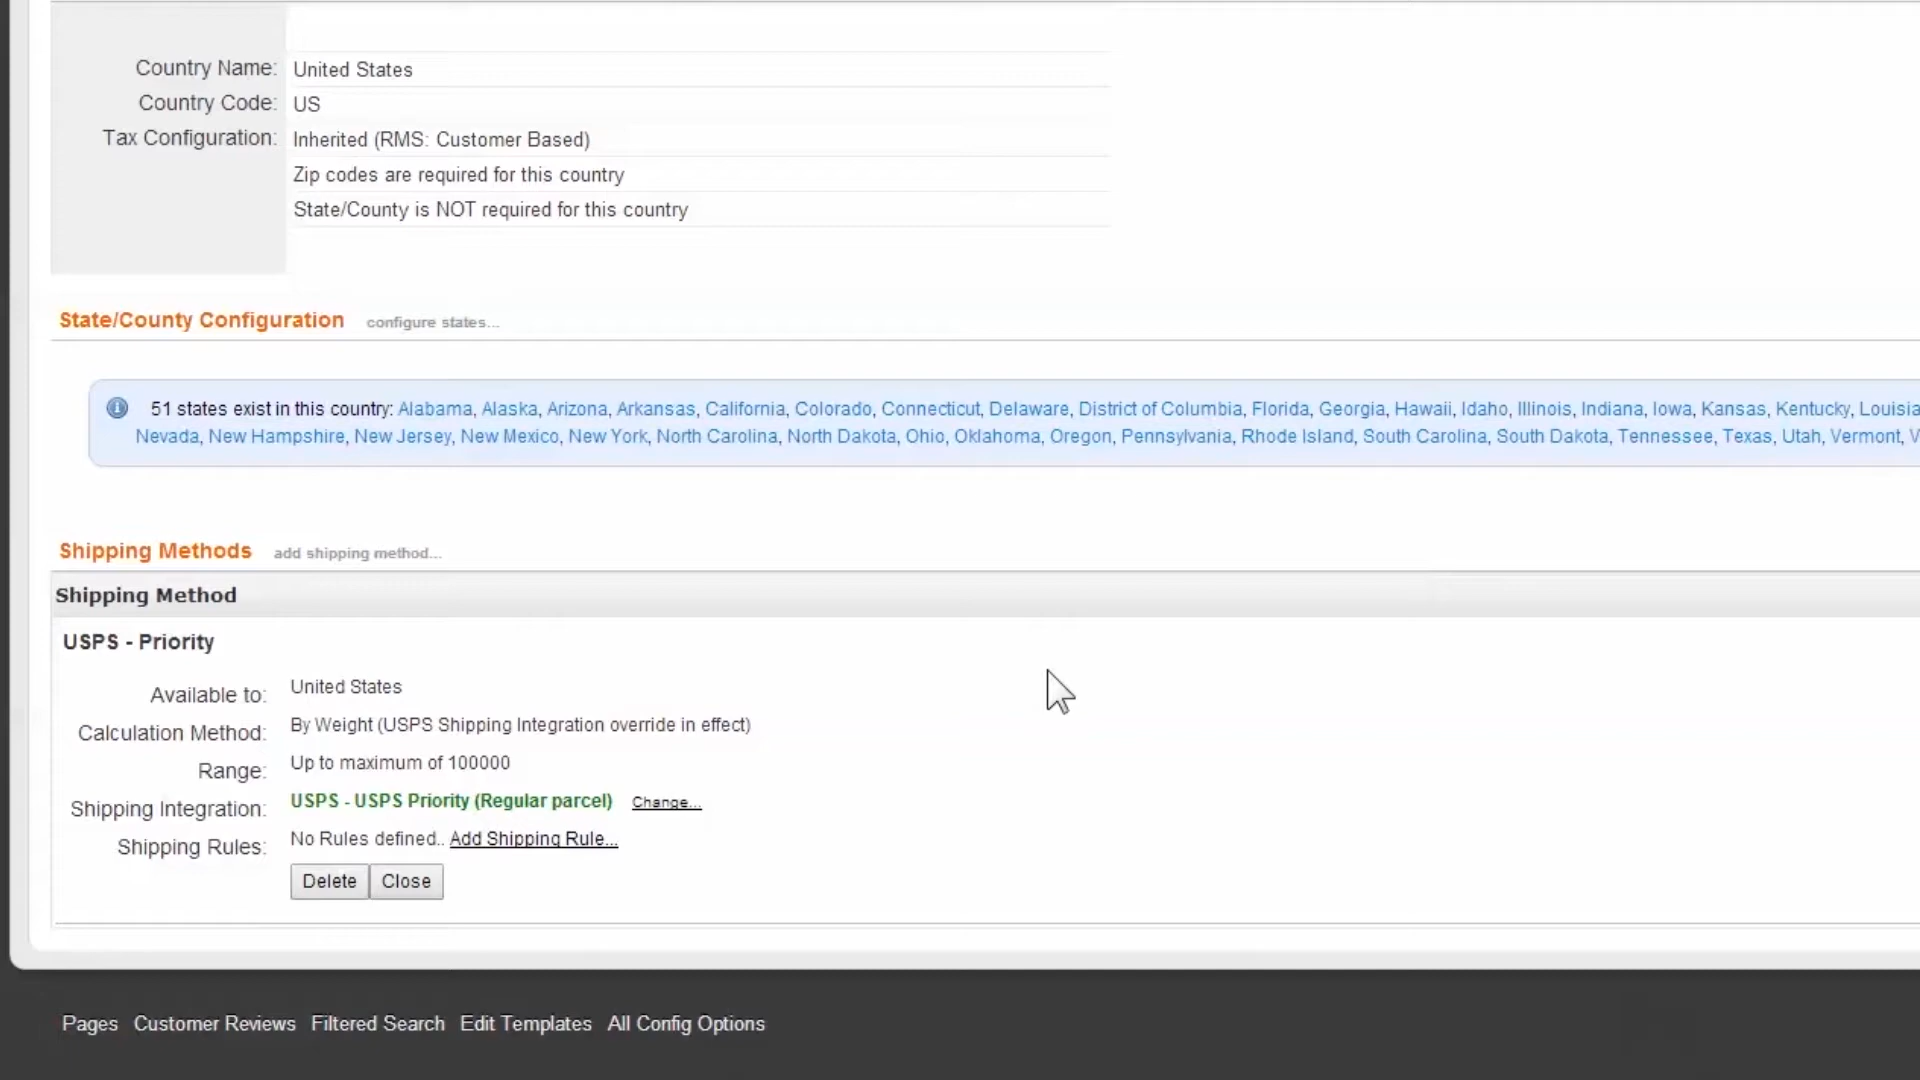 Country Name: United States
Country Code: US
Tax Configuration: Inherited (RMS: Customer Based)
Zip codes are required for this country
State/County is NOT required for this country
State/County Configuration configure states...
51 states exist in this country: Alabama, Alaska, Arizona, Arkansas, California, Colorado, Connecticut, Delaware, District of Columbia, Florida, Georgia, Hawaii, Idaho, Illinois, Indiana, Iowa, Kansas, Kentucky, Louisia
Nevada, New Hampshire, New Jersey, New Mexico, New York, North Carolina, North Dakota, Ohio, Oklahoma, Oregon, Pennsylvania, Rhode Island, South Carolina, South Dakota, Tennessee, Texas, Utah, Vermont, V
Shipping Methods add shipping method...
Shipping Method
USPS - Priority
Available to: United States
Calculation Method: By Weight (USPS Shipping Integration override in effect)
Range: Up to maximum of 100000
Shipping Integration: USPS - USPS Priority (Regular parcel) Change...
Shipping Rules: No Rules defined.. Add Shipping Rule...
Delete Close
Pages Customer Reviews Filtered Search Edit Templates All Config Options